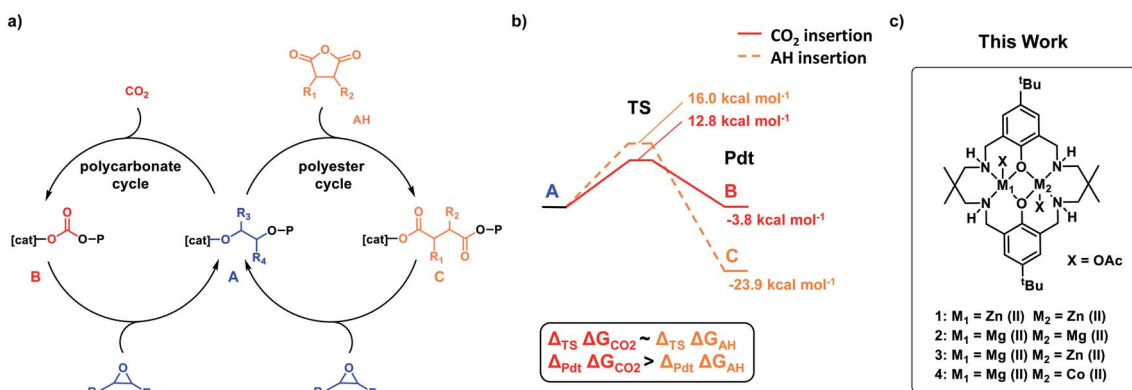 a)
CO2
O O O
R1 R2
AH
polycarbonate
cycle
polyester
cycle
[cat] O O O O-P
B
R3
[cat] O O-P
R4
A
O R2 O-P
[cat] O R1 O
C
O
O
b)
CO2 insertion
AH insertion
TS
16.0 kcal mol-1
12.8 kcal mol-1
Pdt
A
B
-3.8 kcal mol-1
C
-23.9 kcal mol-1
ΔTS ΔGCO2 ~ ΔTS ΔGAH
ΔPdt ΔGCO2 > ΔPdt ΔGAH
c)
This Work
tBu
H N X O N H
M1 M2
H N O X N H
tBu
X = OAc
1: M1 = Zn (II) M2 = Zn (II)
2: M1 = Mg (II) M2 = Mg (II)
3: M1 = Mg (II) M2 = Zn (II)
4: M1 = Mg (II) M2 = Co (II)